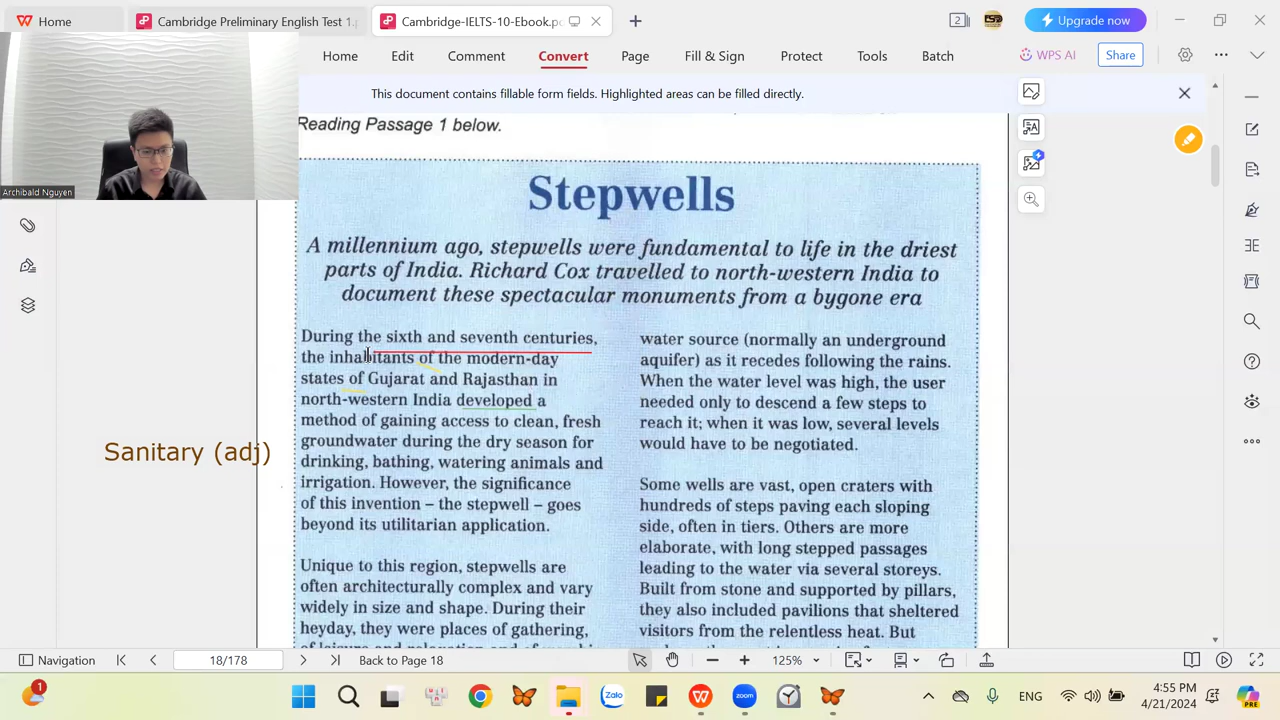 Home
Cambridge Preliminary English Test 1.p
Cambridge-IELTS-10-Ebook.pd
2
Upgrade now
Home
Edit
Comment
Convert
Page
Fill & Sign
Protect
Tools
Batch
WPS AI
Share
This document contains fillable form fields. Highlighted areas can be filled directly.
Archibald Nguyen
Reading Passage 1 below.
Stepwells
A millennium ago, stepwells were fundamental to life in the driest
parts of India. Richard Cox travelled to north-western India to
document these spectacular monuments from a bygone era
During the sixth and seventh centuries,
the inhabitants of the modern-day
states of Gujarat and Rajasthan in
north-western India developed a
method of gaining access to clean, fresh
groundwater during the dry season for
drinking, bathing, watering animals and
irrigation. However, the significance
of this invention – the stepwell – goes
beyond its utilitarian application.
Unique to this region, stepwells are
often architecturally complex and vary
widely in size and shape. During their
heyday, they were places of gathering,
water source (normally an underground
aquifer) as it recedes following the rains.
When the water level was high, the user
needed only to descend a few steps to
reach it; when it was low, several levels
would have to be negotiated.
Some wells are vast, open craters with
hundreds of steps paving each sloping
side, often in tiers. Others are more
elaborate, with long stepped passages
leading to the water via several storeys.
Built from stone and supported by pillars,
they also included pavilions that sheltered
visitors from the relentless heat. But
Sanitary (adj)
Navigation
18/178
Back to Page 18
125%
1
Zalo
zoom
ENG
4:55 PM
4/21/2024
PRE